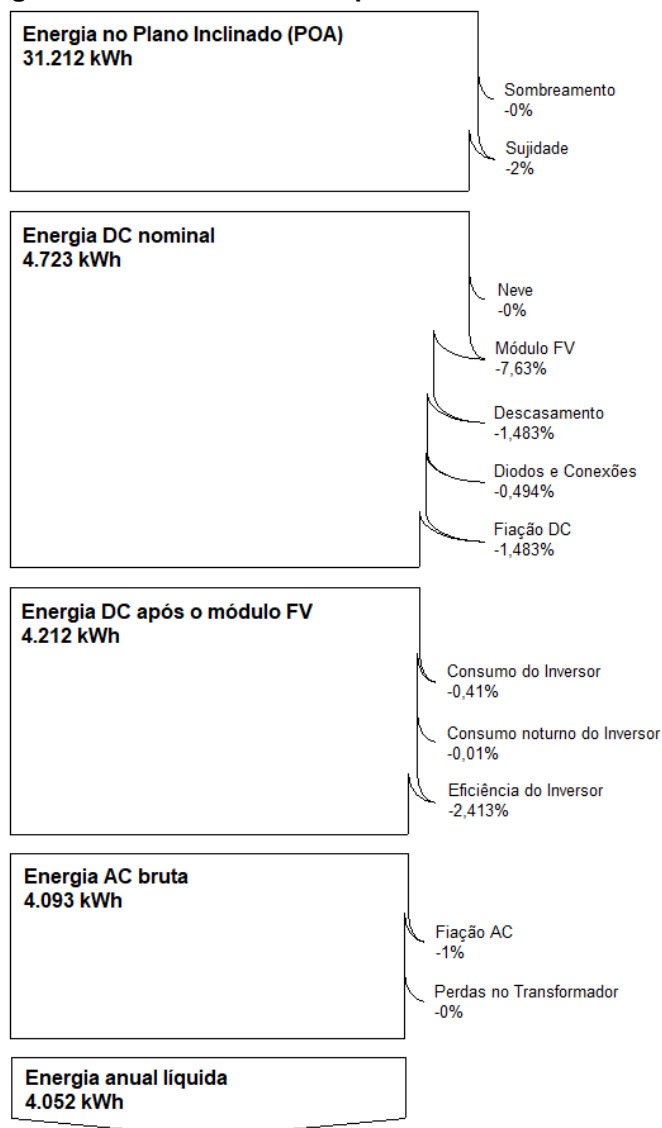 Energia no Plano Inclinado (POA)
31.212 kWh
Sombreamento
-0%
Sujidade
-2%
Energia DC nominal
4.723 kWh
Neve
-0%
Módulo FV
-7,63%
Descasamento
-1,483%
Diodos e Conexões
-0,494%
Fiação DC
-1,483%
Energia DC após o módulo FV
4.212 kWh
Consumo do Inversor
-0,41%
Consumo noturno do Inversor
-0,01%
Eficiência do Inversor
-2,413%
Energia AC bruta
4.093 kWh
Fiação AC
-1%
Perdas no Transformador
-0%
Energia anual líquida
4.052 kWh